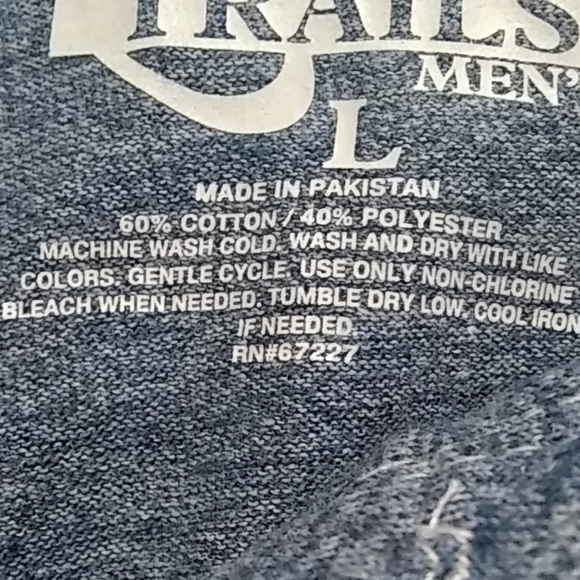 TRAILS
MEN'
L
MADE IN PAKISTAN
60% COTTON / 40% POLYESTER
MACHINE WASH COLD. WASH AND DRY WITH LIKE
COLORS. GENTLE CYCLE. USE ONLY NON-CHLORINE
BLEACH WHEN NEEDED. TUMBLE DRY LOW. COOL IRON
IF NEEDED.
RN#67227